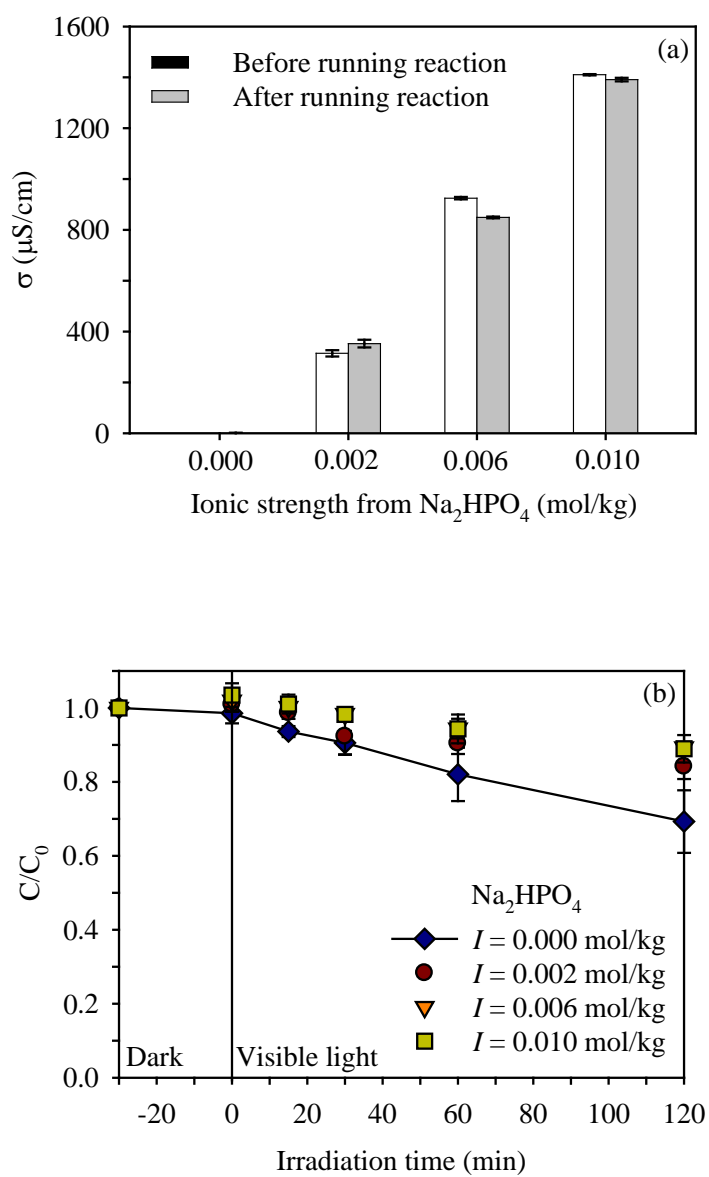 1600
(a)
Before running reaction
After running reaction
1200
800
400
0
σ (μS/cm)
0.000 0.002 0.006 0.010
Ionic strength from Na₂HPO₄ (mol/kg)
(b)
1.0
0.8
0.6
0.4
0.2
0.0
C/C₀
Na₂HPO₄
I = 0.000 mol/kg
I = 0.002 mol/kg
I = 0.006 mol/kg
I = 0.010 mol/kg
Dark Visible light
-20 0 20 40 60 80 100 120
Irradiation time (min)